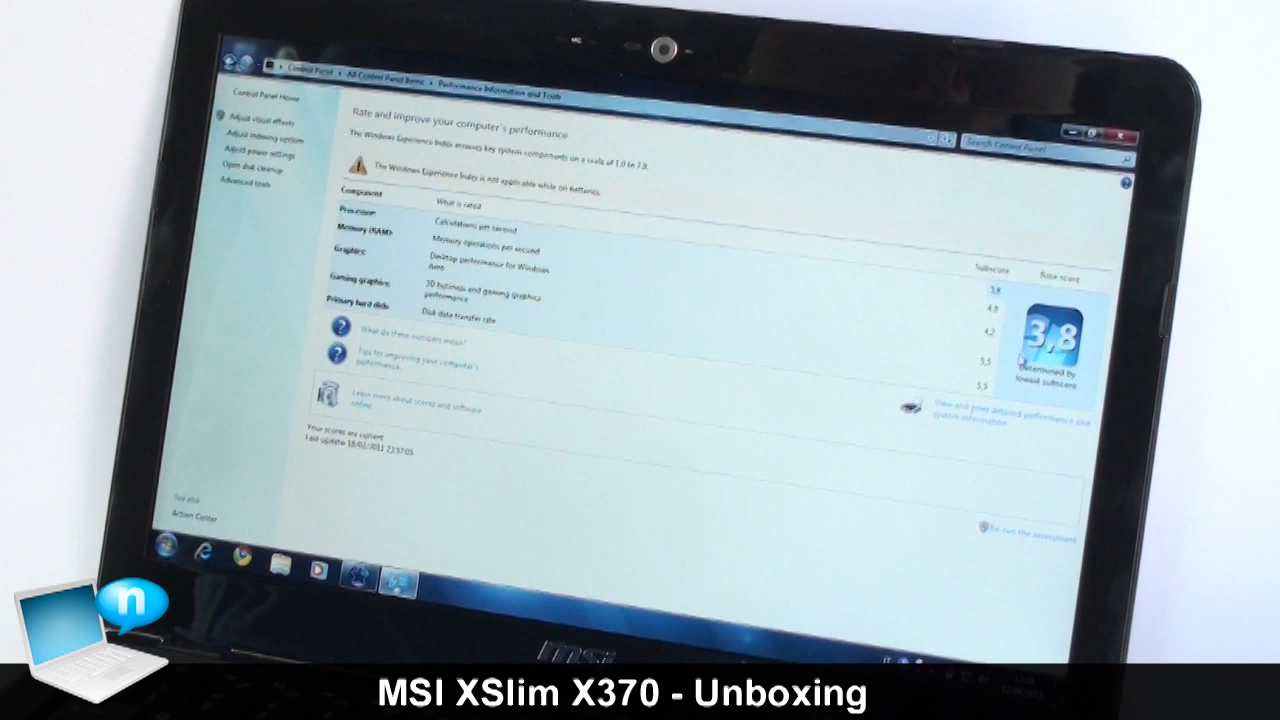 Control Panel ▸ All Control Panel Items ▸ Performance Information and Tools
Search Control Panel
Control Panel Home
Adjust visual effects
Adjust indexing options
Adjust power settings
Open disk cleanup
Advanced tools
Rate and improve your computer's performance
The Windows Experience Index assesses key system components on a scale of 1.0 to 7.9.
The Windows Experience Index is not applicable while on batteries.
Component What is rated Subscore Base score
Processor: Calculations per second 3,8
Memory (RAM): Memory operations per second 4,8
Graphics: Desktop performance for Windows
Aero 4,2
Gaming graphics: 3D business and gaming graphics
performance 5,5
Primary hard disk: Disk data transfer rate 5,5
3,8
Determined by
lowest subscore
What do these numbers mean?
Tips for improving your computer's
performance.
Learn more about scores and software
online
View and print detailed performance and
system information
Your scores are current
Last update: 18/02/2011 23:37:05
Re-run the assessment
See also
Action Center
msi
n
MSI XSlim X370 - Unboxing